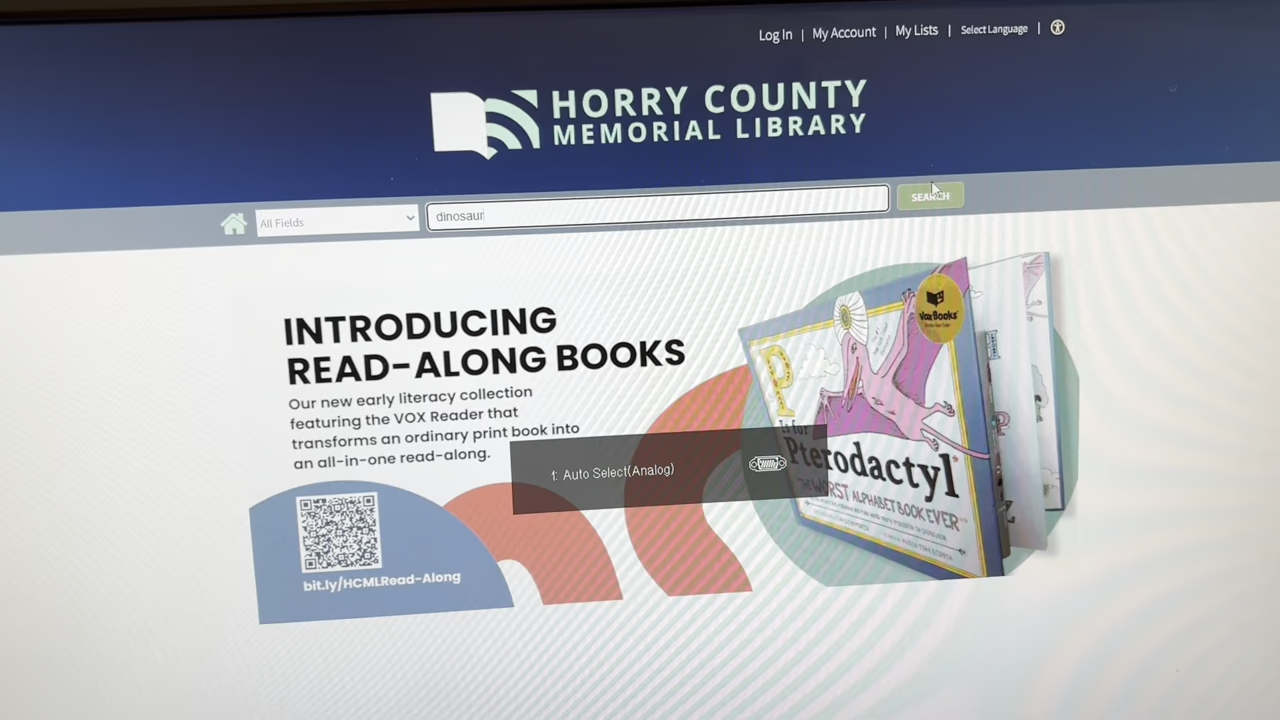 Log In | My Account | My Lists | Select Language |
HORRY COUNTY
MEMORIAL LIBRARY
All Fields
dinosaur
SEARCH
INTRODUCING
READ-ALONG BOOKS
Our new early literacy collection
featuring the VOX Reader that
transforms an ordinary print book into
an all-in-one read-along.
bit.ly/HCMLRead-Along
1: Auto Select(Analog)
VOX Books
P
is for
Pterodactyl
THE WORST ALPHABET BOOK EVER